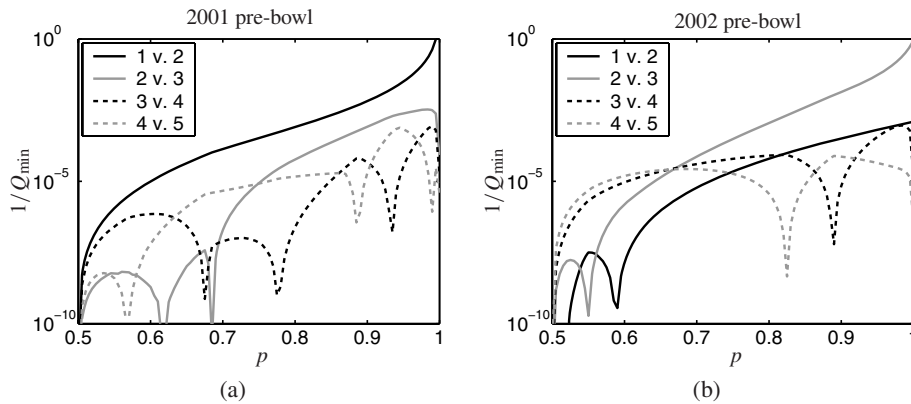 2001 pre-bowl
10^0
1 v. 2
2 v. 3
3 v. 4
4 v. 5
10^-5
1/Q_min
10^-10
0.5 0.6 0.7 0.8 0.9 1
p
(a)
2002 pre-bowl
10^0
1 v. 2
2 v. 3
3 v. 4
4 v. 5
10^-5
1/Q_min
10^-10
0.5 0.6 0.7 0.8 0.9 1
p
(b)